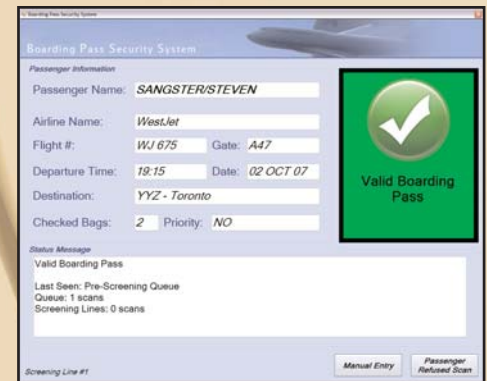 Boarding Pass Security System
Boarding Pass Security System
Passenger Information
Passenger Name: SANGSTER/STEVEN
Airline Name: WestJet
Flight #: WJ 675 Gate: A47
Departure Time: 19:15 Date: 02 OCT 07
Destination: YYZ - Toronto
Checked Bags: 2 Priority: NO
Valid Boarding
Pass
Status Message
Valid Boarding Pass
Last Seen: Pre-Screening Queue
Queue: 1 scans
Screening Lines: 0 scans
Screening Line #1
Manual Entry
Passenger
Refused Scan